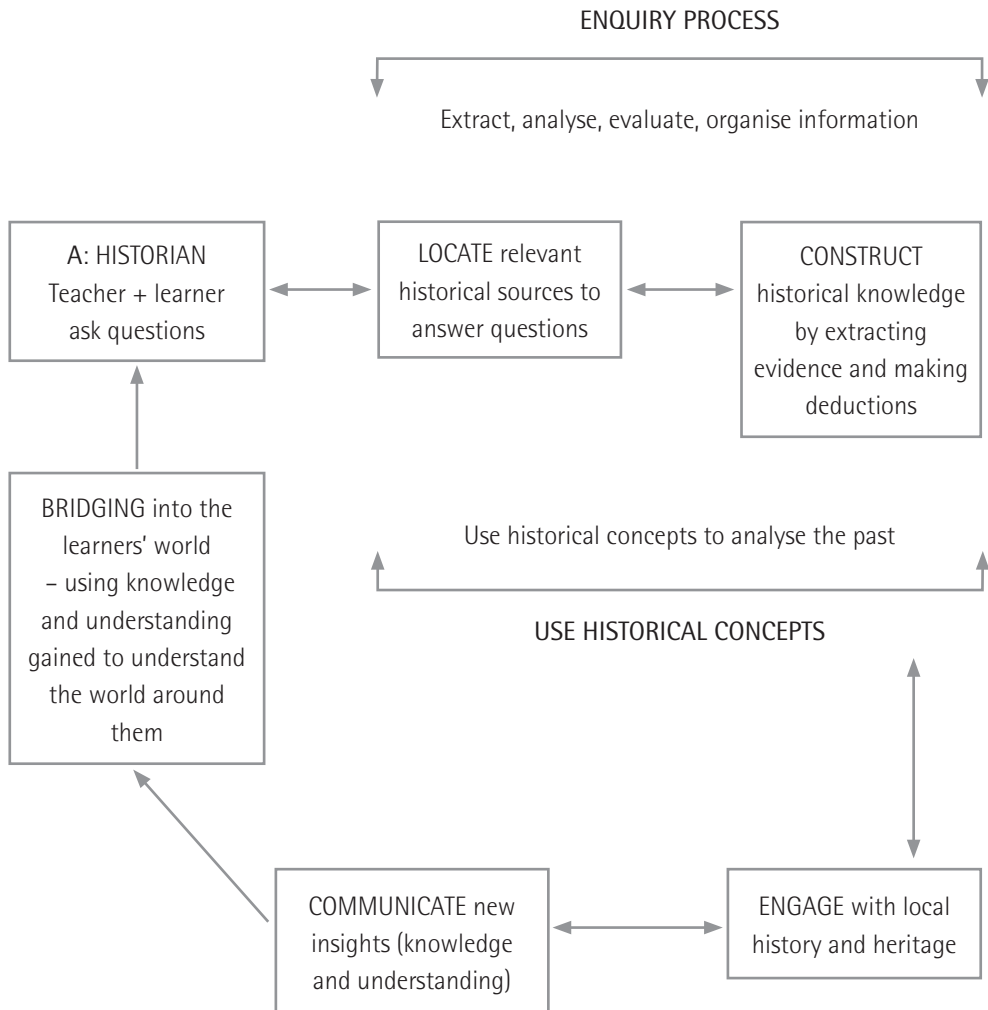 ENQUIRY PROCESS
Extract, analyse, evaluate, organise information
A: HISTORIAN
Teacher + learner
ask questions
LOCATE relevant
historical sources to
answer questions
CONSTRUCT
historical knowledge
by extracting
evidence and making
deductions
BRIDGING into the
learners’ world
– using knowledge
and understanding
gained to understand
the world around
them
Use historical concepts to analyse the past
USE HISTORICAL CONCEPTS
COMMUNICATE new
insights (knowledge
and understanding)
ENGAGE with local
history and heritage